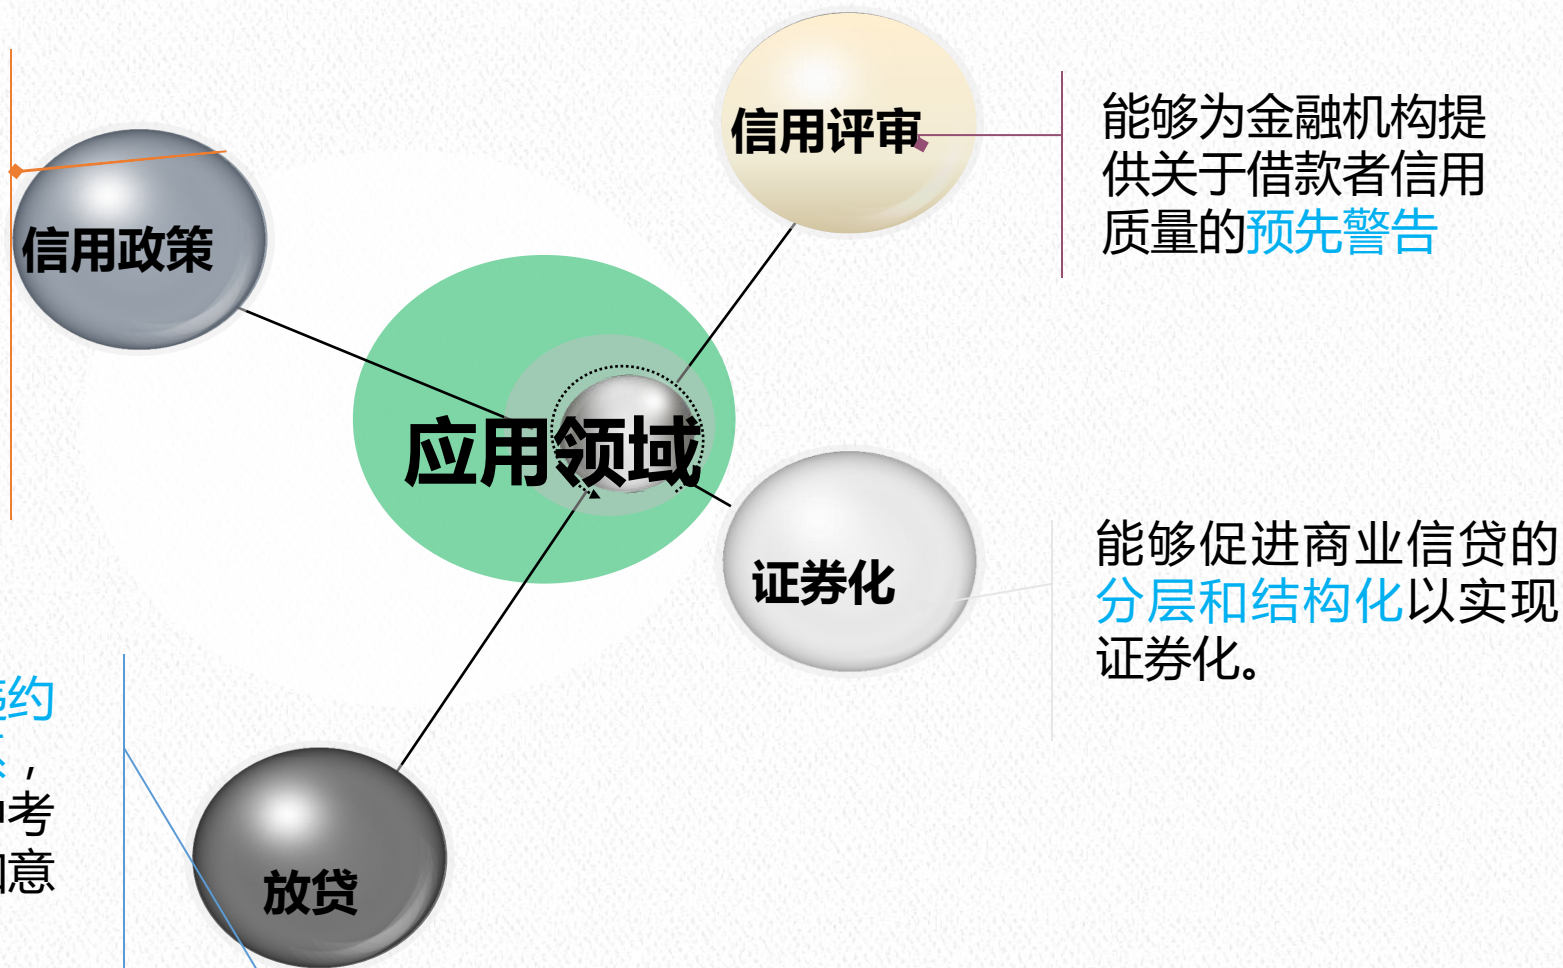 信用评审
能够为金融机构提
供关于借款者信用
质量的预先警告
信用政策
应用领域
证券化
能够促进商业信贷的
分层和结构化以实现
证券化。
约
，
考
意
放贷